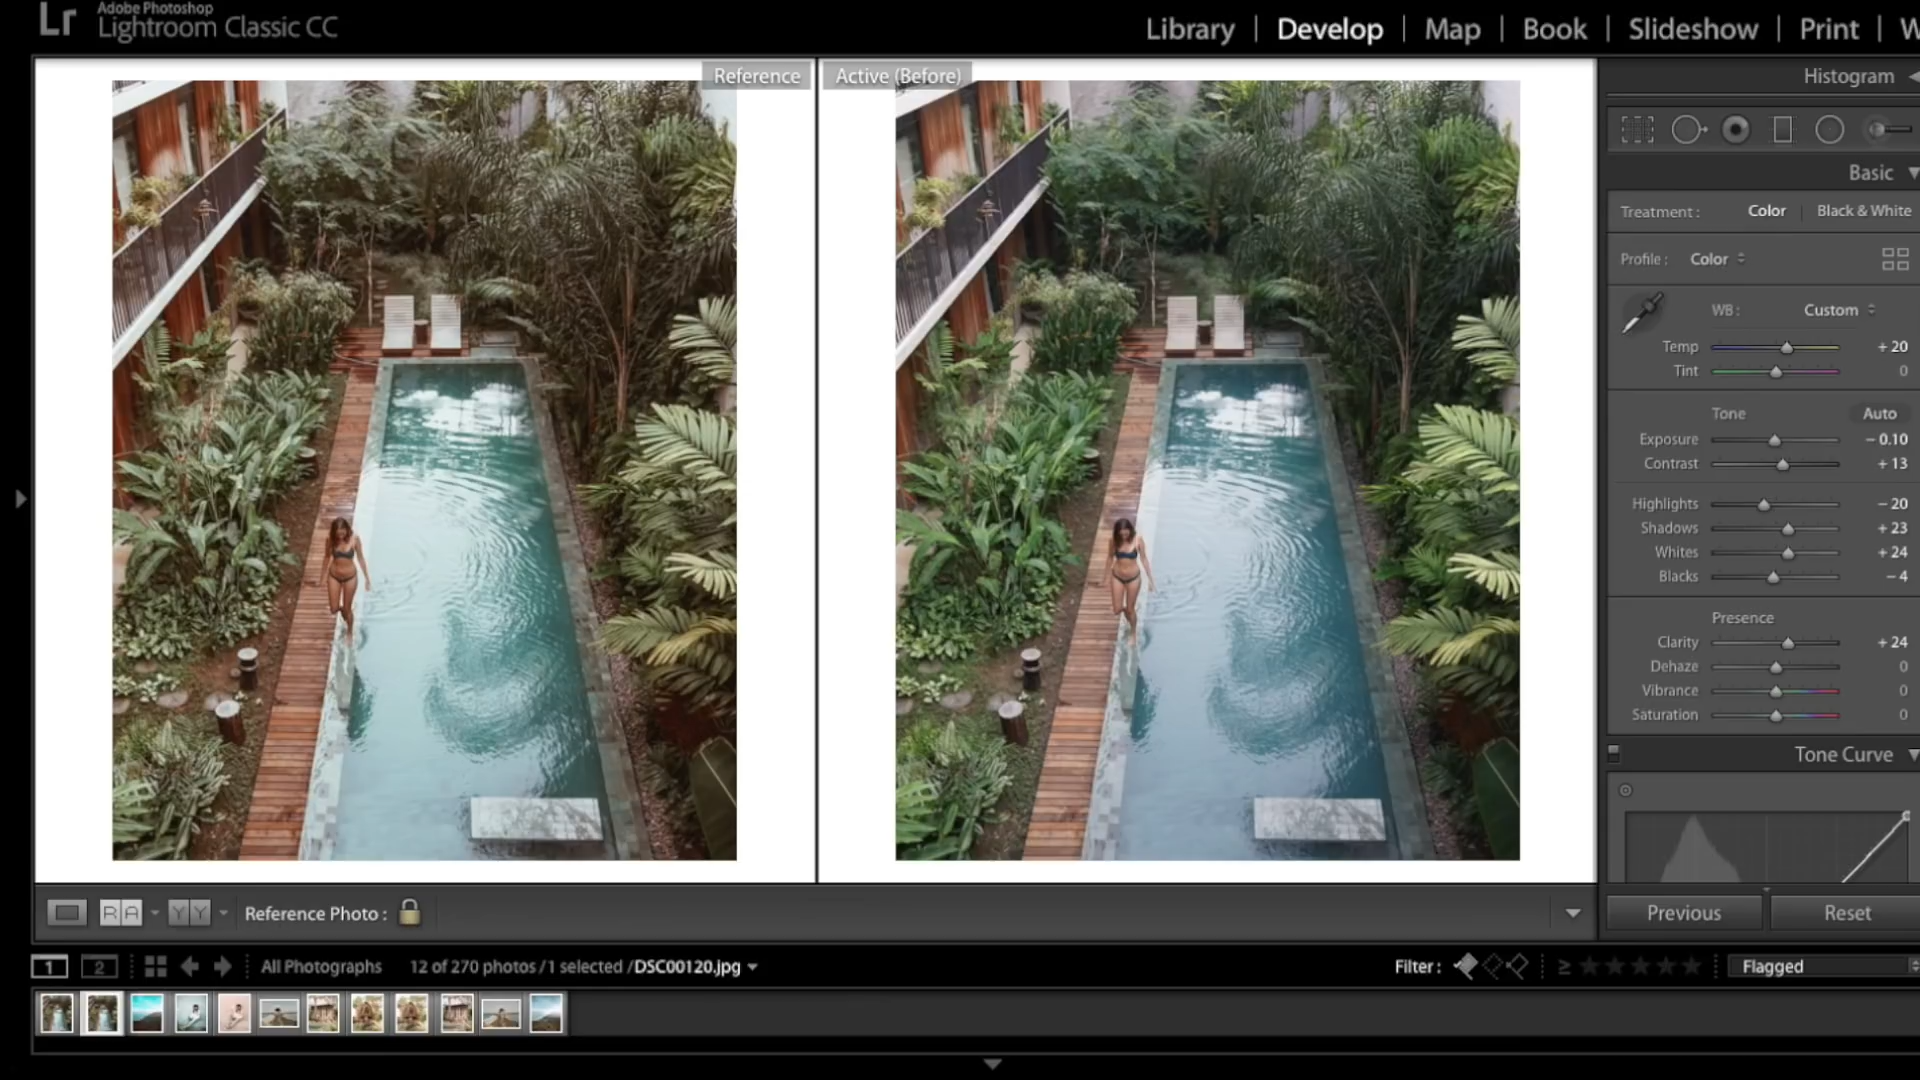 Lr Adobe Photoshop
Lightroom Classic CC
Library | Develop | Map | Book | Slideshow | Print | W
Reference
Active (Before)
Histogram
Basic
Treatment : Color Black & White
Profile : Color
WB : Custom
Temp + 20
Tint 0
Tone Auto
Exposure − 0.10
Contrast + 13
Highlights − 20
Shadows + 23
Whites + 24
Blacks − 4
Presence
Clarity + 24
Dehaze 0
Vibrance 0
Saturation 0
Tone Curve
Previous Reset
R A Y Y Reference Photo :
1 2 All Photographs 12 of 270 photos / 1 selected / DSC00120.jpg
Filter : ≥ Flagged